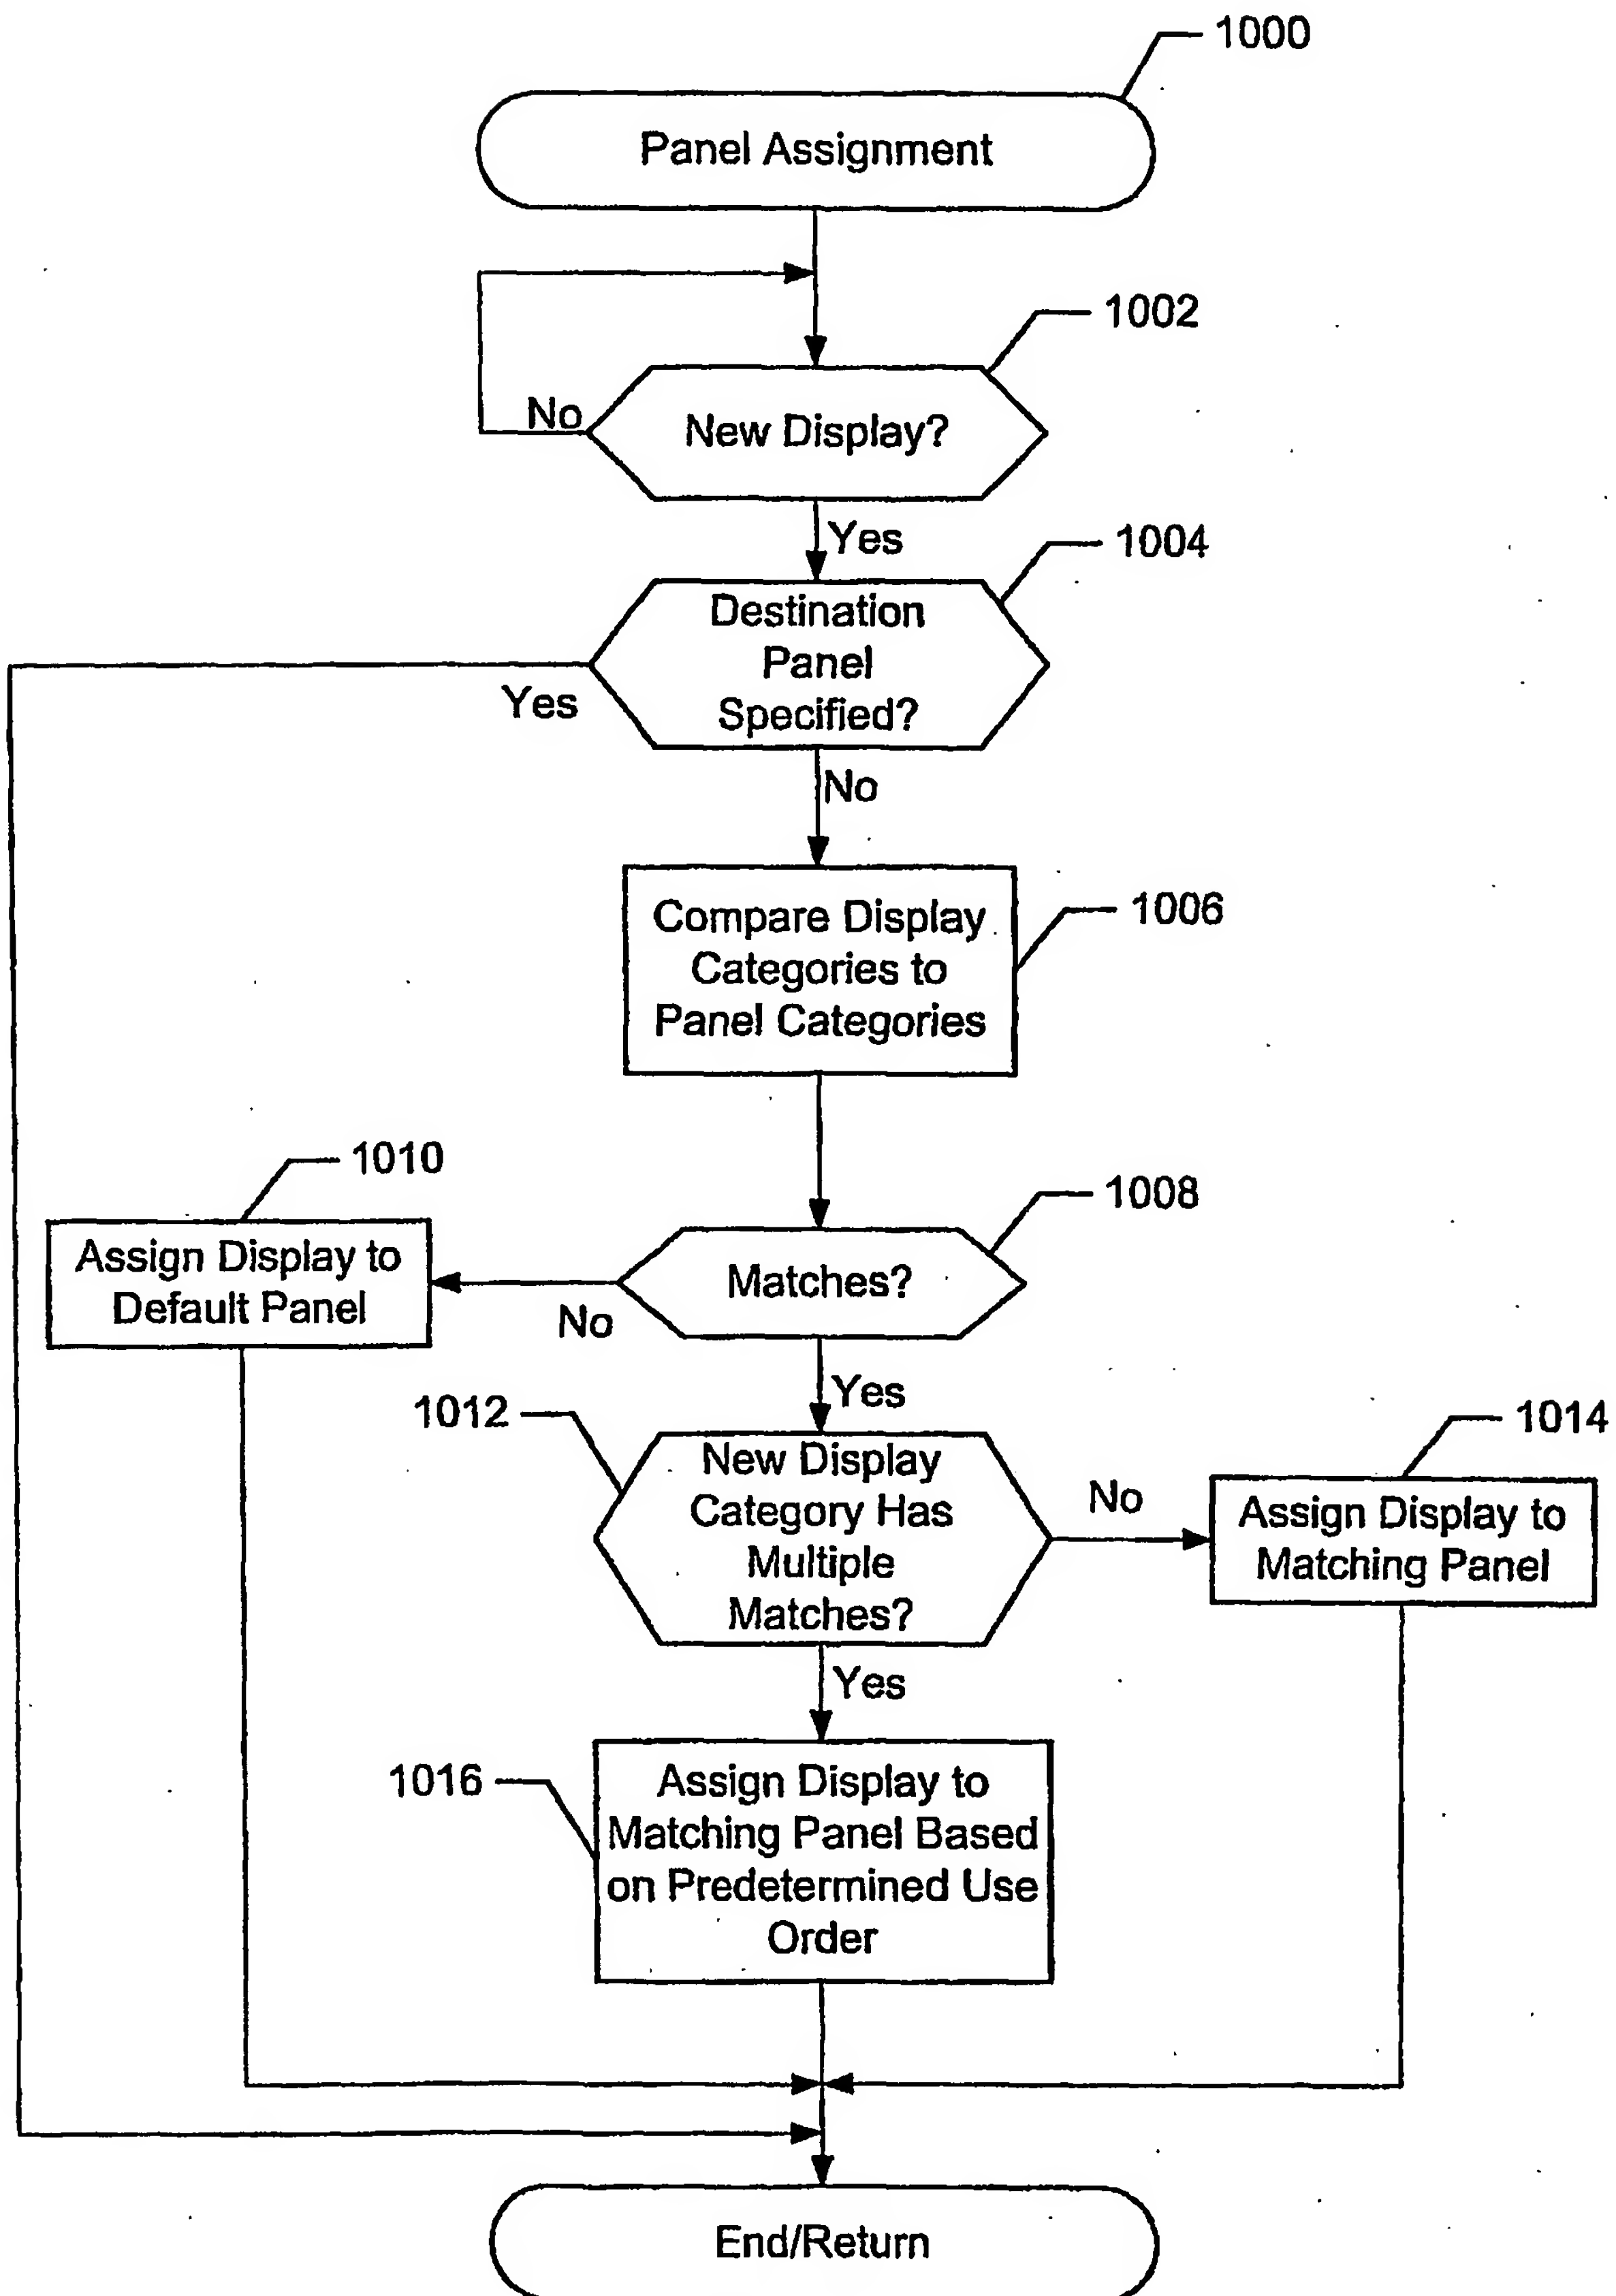 1000
Panel Assignment
1002
No
New Display?
Yes
1004
Destination
Panel
Specified?
Yes
No
Compare Display
Categories to
Panel Categories
1006
1010
1008
Assign Display to
Default Panel
Matches?
No
Yes
1012
1014
New Display
Category Has
Multiple
Matches?
No
Assign Display to
Matching Panel
Yes
1016
Assign Display to
Matching Panel Based
on Predetermined Use
Order
End/Return